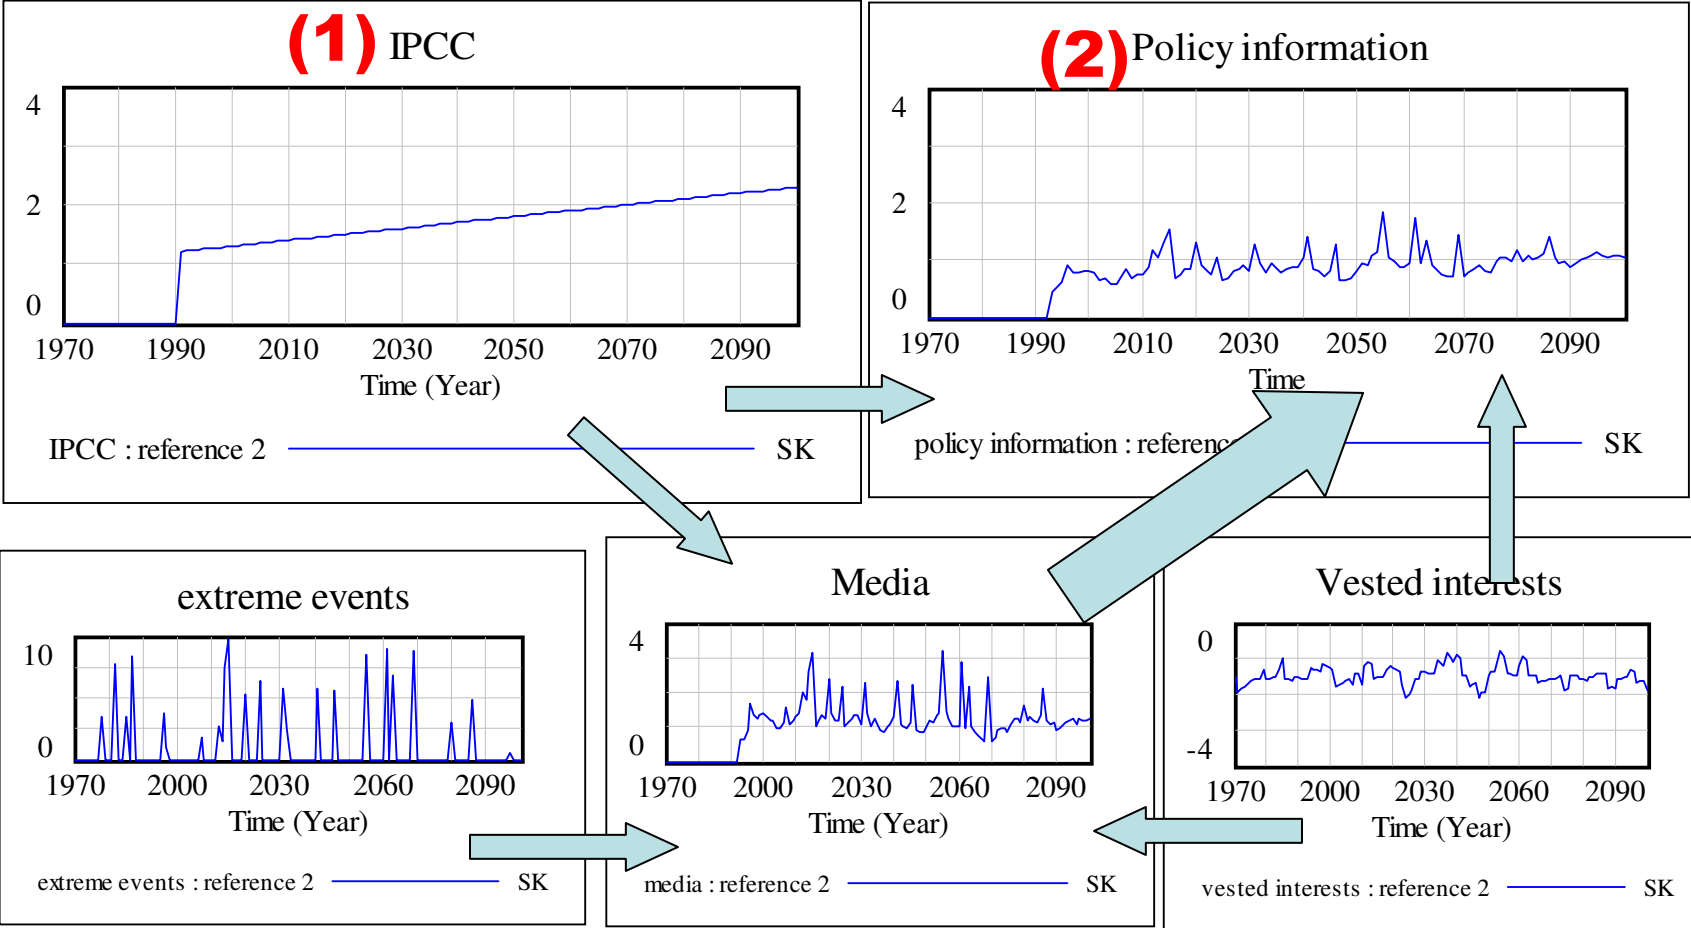 (1) IPCC
4
2
0
1970 1990 2010 2030 2050 2070 2090
Time (Year)
IPCC : reference 2 SK
(2) Policy information
4
2
0
1970 1990 2010 2030 2050 2070 2090
Time
policy information : reference SK
extreme events
10
0
1970 2000 2030 2060 2090
Time (Year)
extreme events : reference 2 SK
Media
4
0
1970 2000 2030 2060 2090
Time (Year)
media : reference 2 SK
Vested interests
0
-4
1970 2000 2030 2060 2090
Time (Year)
vested interests : reference 2 SK